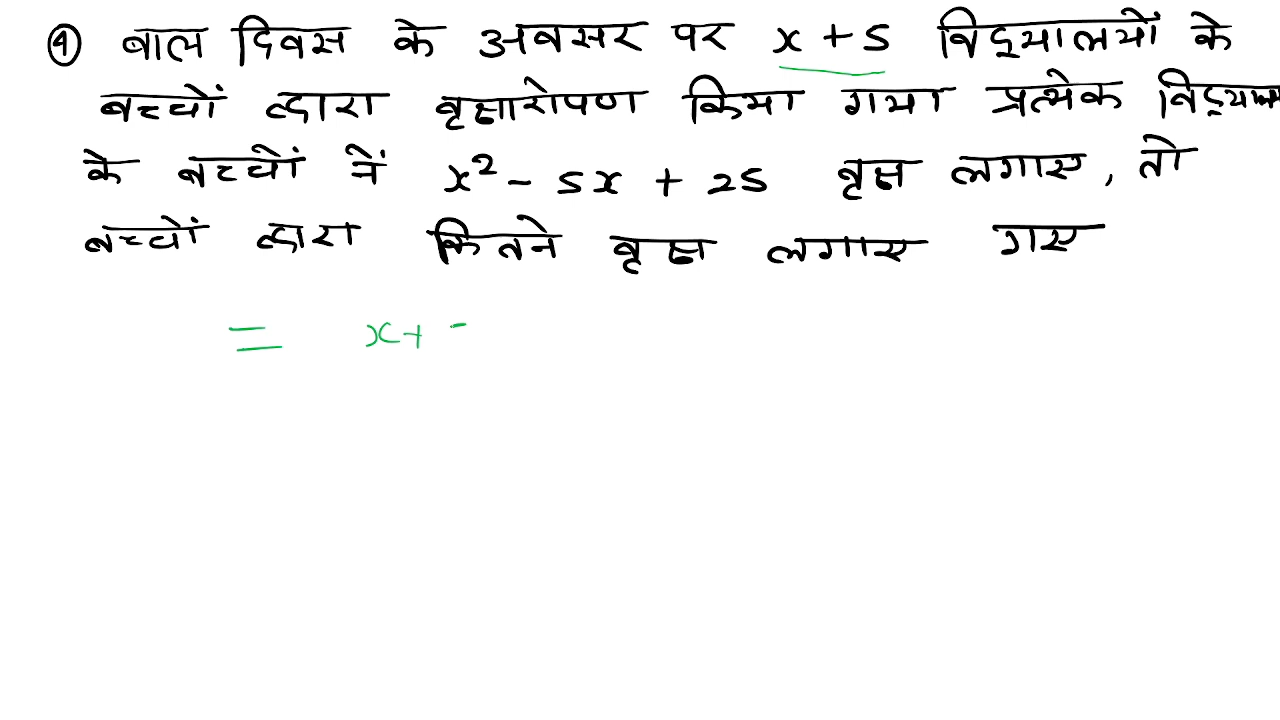 ④ बाल दिवस के अवसर पर x + 5 विद्यालयों के
बच्चों द्वारा वृक्षारोपण किया गया प्रत्येक विद्यालय
के बच्चों नें x² - 5x + 25 वृक्ष लगाए, तो
बच्चों द्वारा कितने वृक्ष लगाए गए
= x+